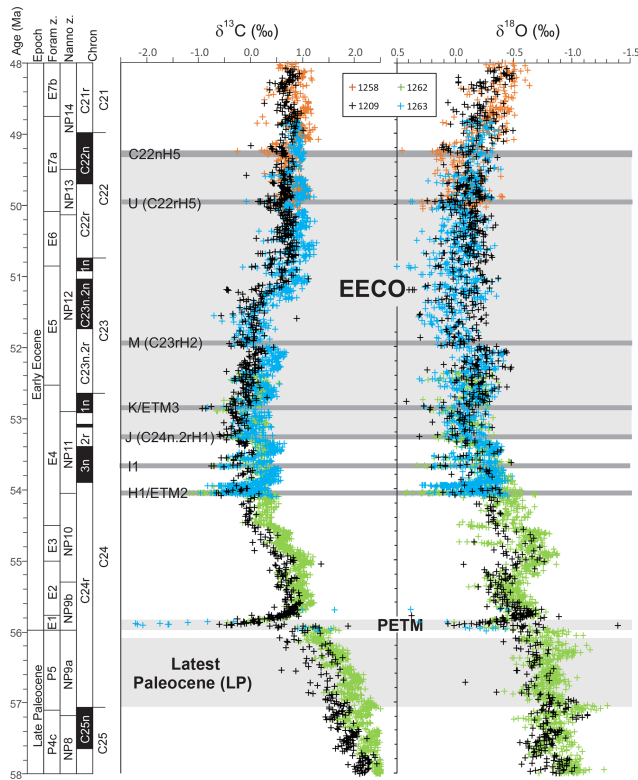 δ¹³C (‰) δ¹⁸O (‰)
Age (Ma) Epoch Foram z. Nanno z. Chron
-2.0 -1.0 0.0 1.0 2.0 0.5 0.0 -0.5 -1.0 -1.5
1258 1262
1209 1263
48
49
50
51
52
53
54
55
56
57
58
Early Eocene
Late Paleocene
E7b
E7a
E6
E5
E4
E3
E2
E1
P5
P4c
NP14
NP13
NP12
NP11
NP10
NP9b
NP9a
NP8
C21r
C22n
C22r
1n
C23n.2n
C23n.2r
1n
2r
3n
C24r
C25n
C21
C22
C23
C24
C25
C22nH5
U (C22rH5)
EECO
M (C23rH2)
K/ETM3
J (C24n.2rH1)
I1
H1/ETM2
PETM
Latest
Paleocene (LP)